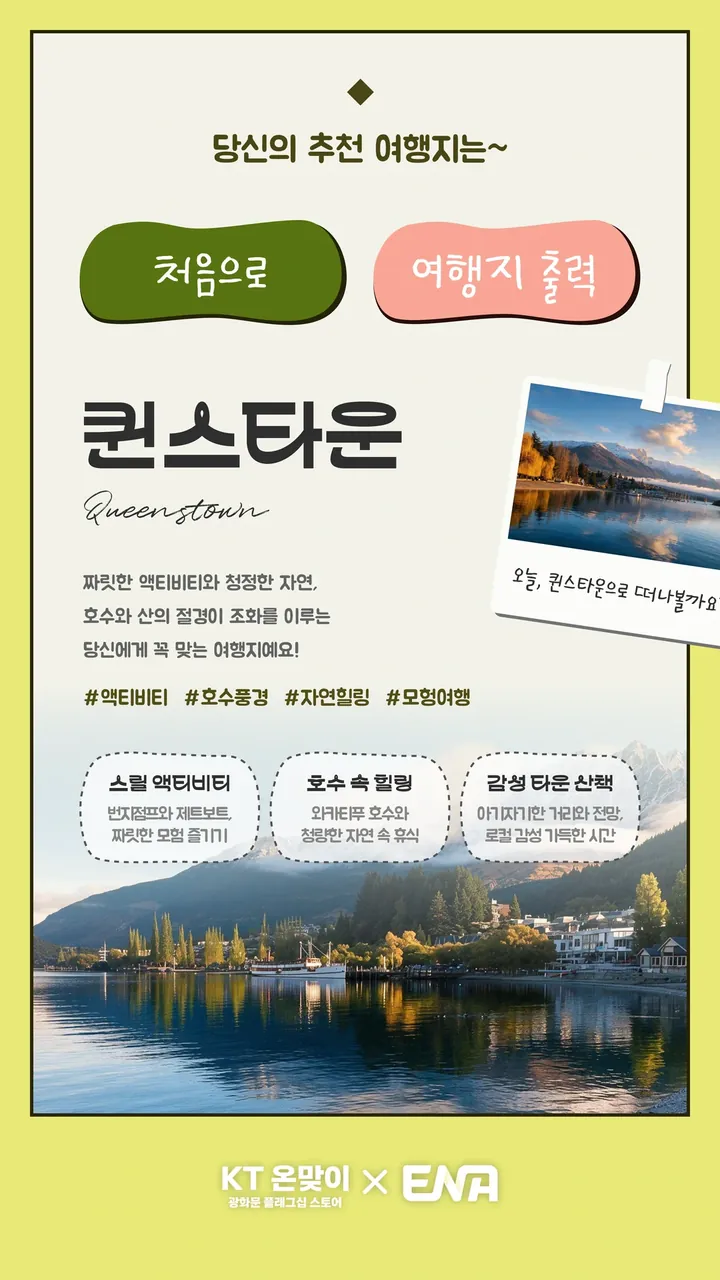 당신의 추천 여행지는~
처음으로
여행지 출력
퀸스타운
Queenstown
오늘, 퀸스타운으로 떠나볼까요
짜릿한 액티비티와 청정한 자연,
호수와 산의 절경이 조화를 이루는
당신에게 꼭 맞는 여행지예요!
#액티비티 #호수풍경 #자연힐링 #모험여행
스릴 액티비티
번지점프와 제트보트,
짜릿한 모험 즐기기
호수 속 힐링
와카티푸 호수와
청량한 자연 속 휴식
감성 타운 산책
아기자기한 거리와 전망,
로컬 감성 가득한 시간
KT 온맞이 × ENA
광화문 플래그십 스토어